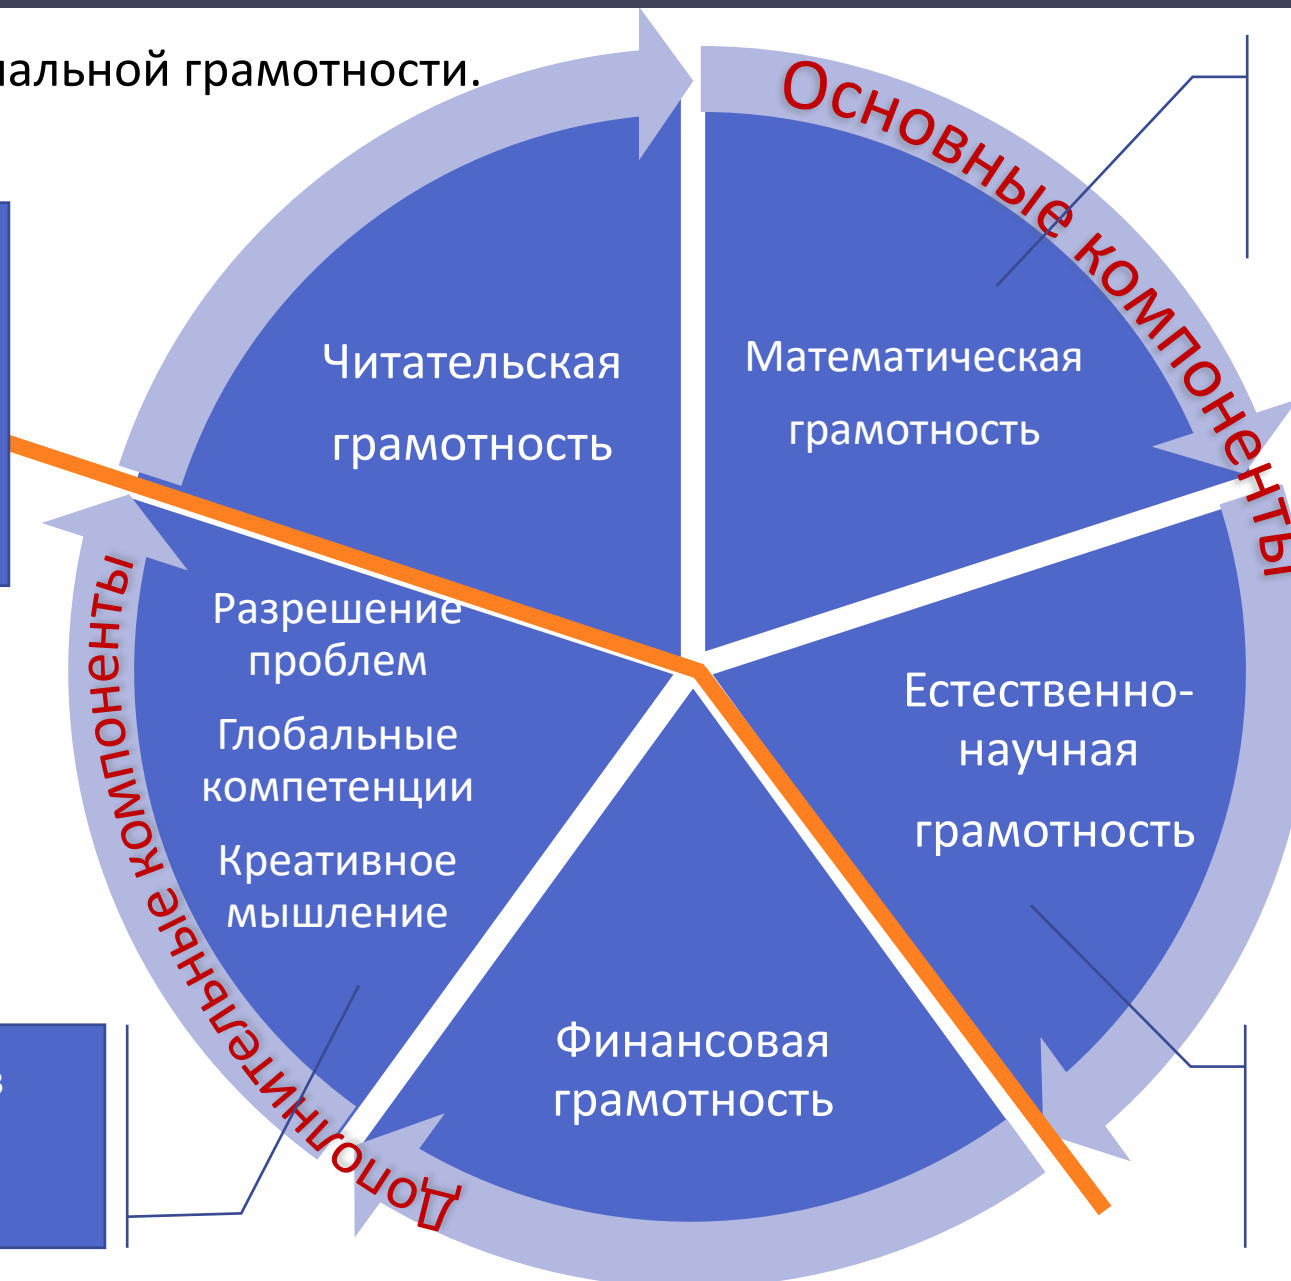 грамотности.
Основные компоненты
Читательская
грамотность
Математическая
грамотность
Естественно-
научная
грамотность
Финансовая
грамотность
Разрешение
проблем
Глобальные
компетенции
Креативное
мышление
Дополнительные компоненты